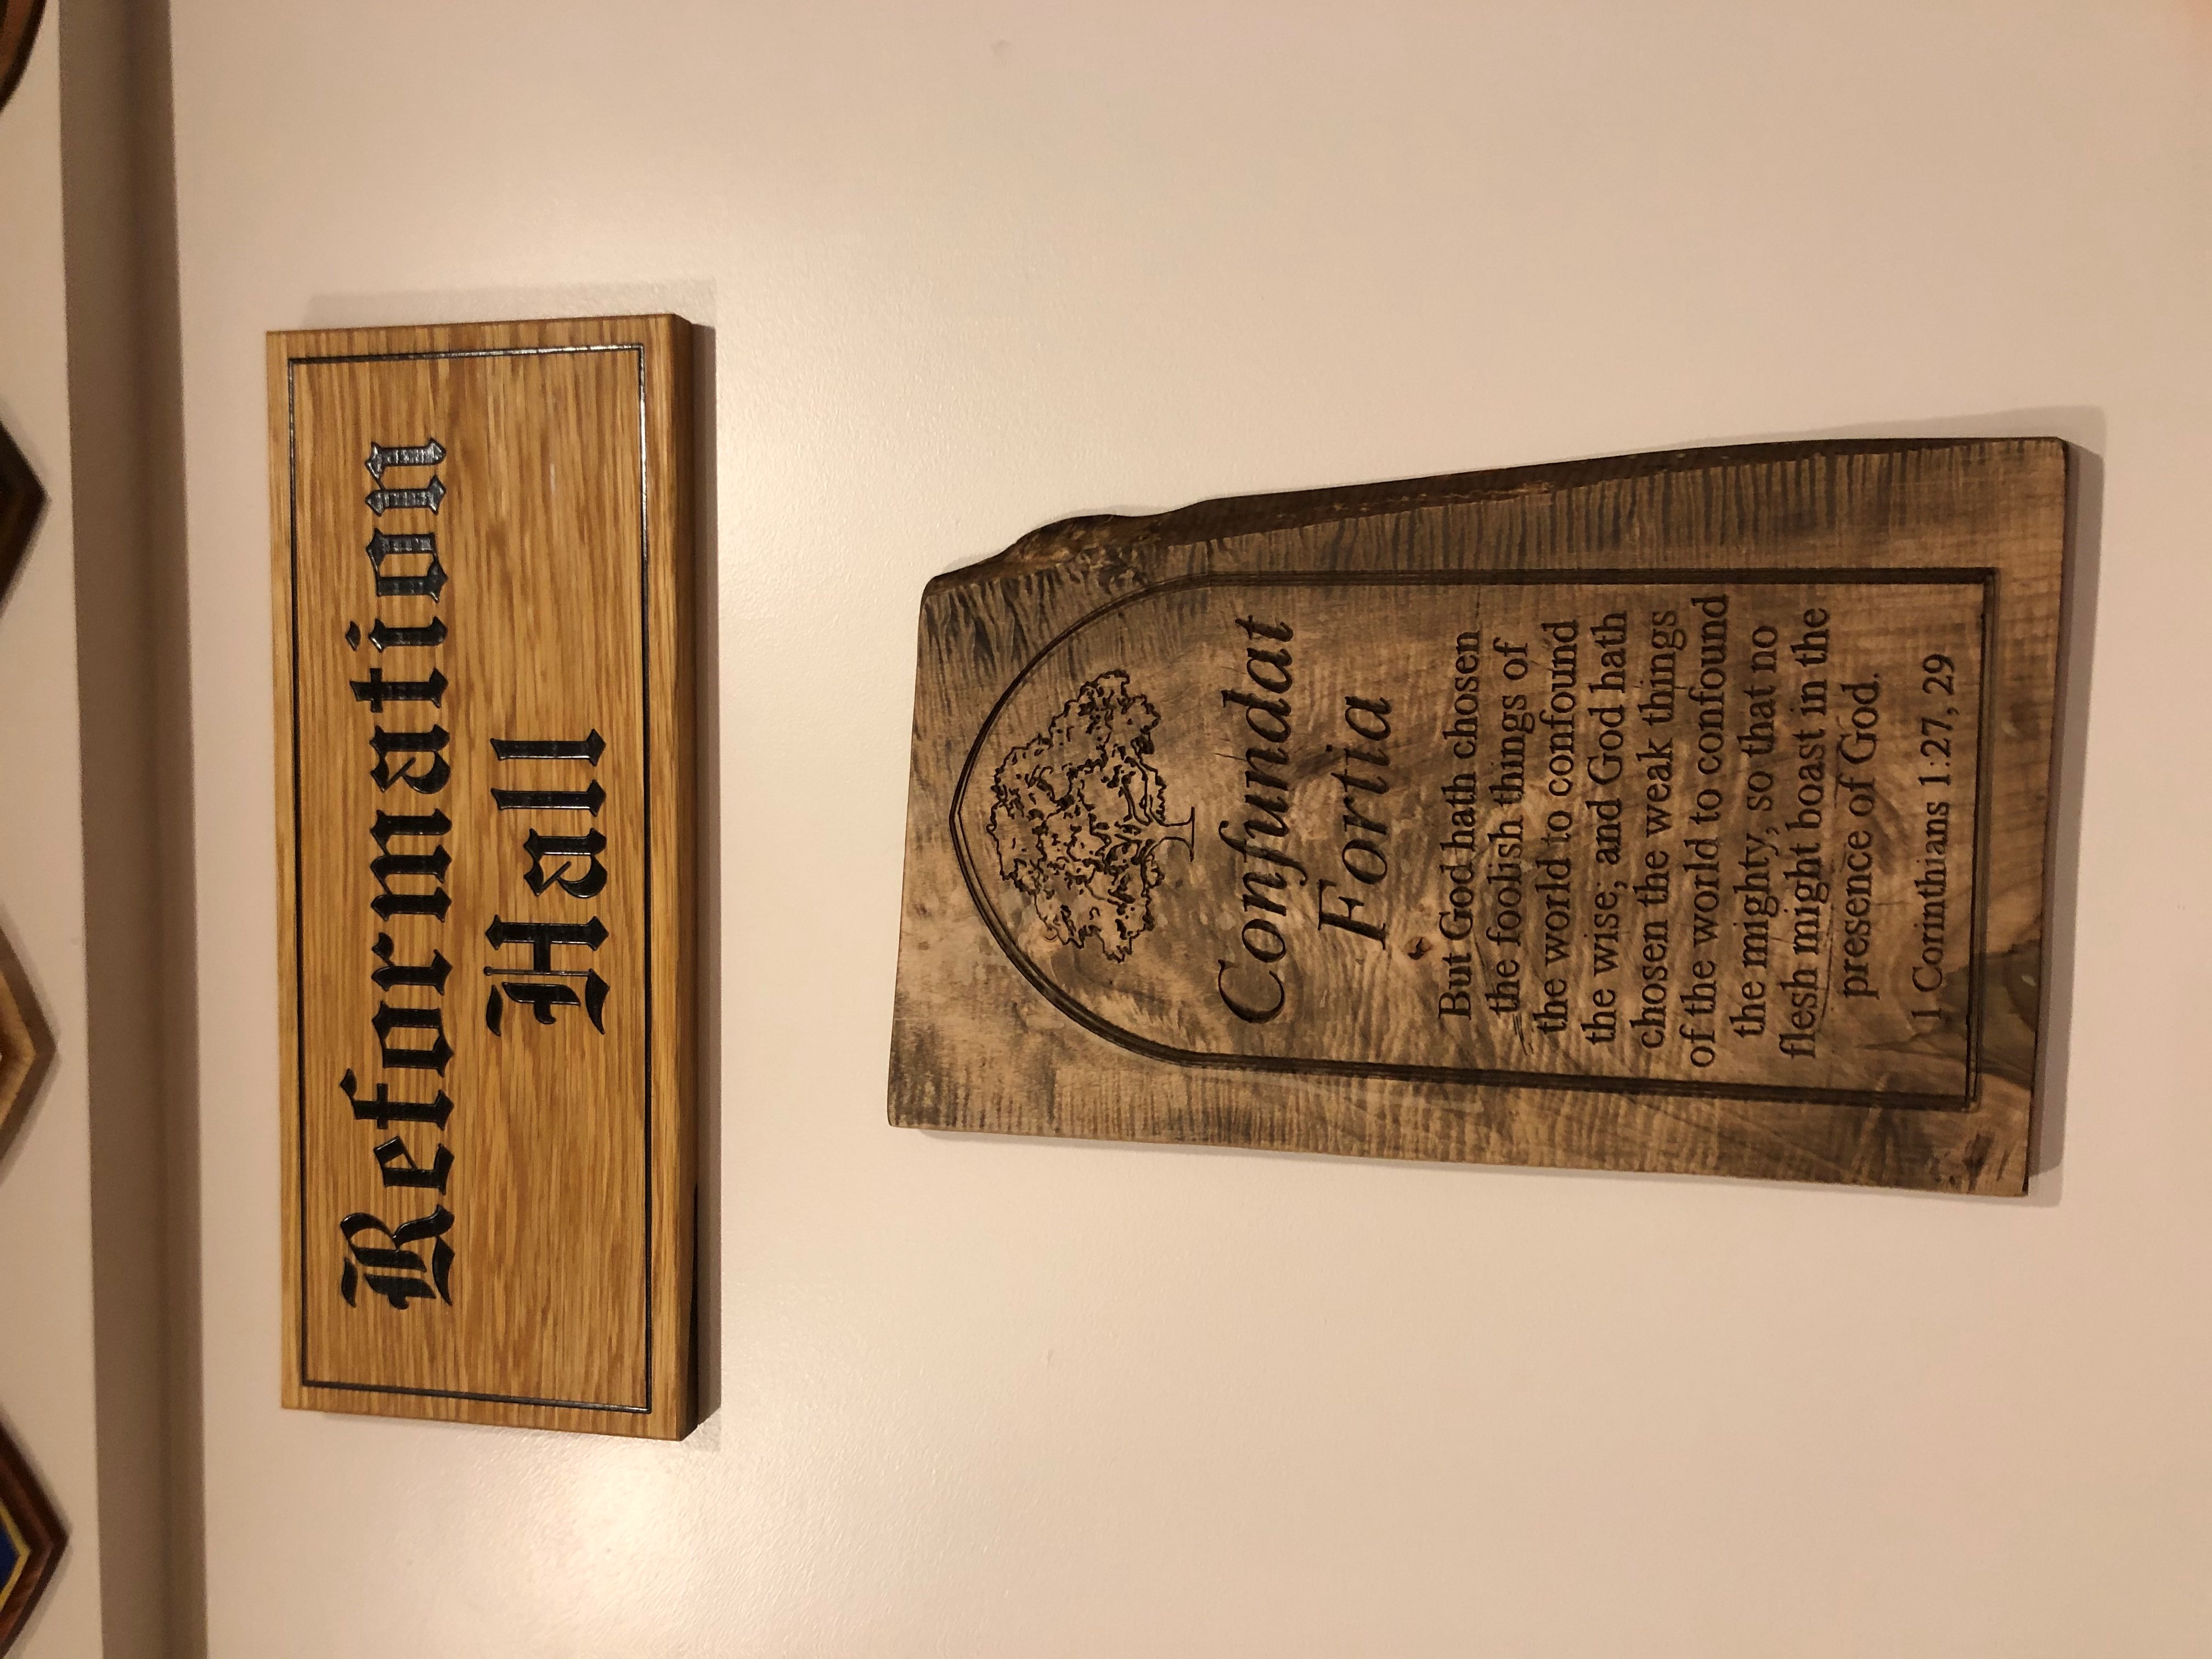 Reformation
Hall
Confundat
Fortia
But God hath chosen
the foolish things of
the world to confound
the wise; and God hath
chosen the weak things
of the world to confound
the mighty, so that no
flesh might boast in the
presence of God.
1 Corinthians 1:27, 29